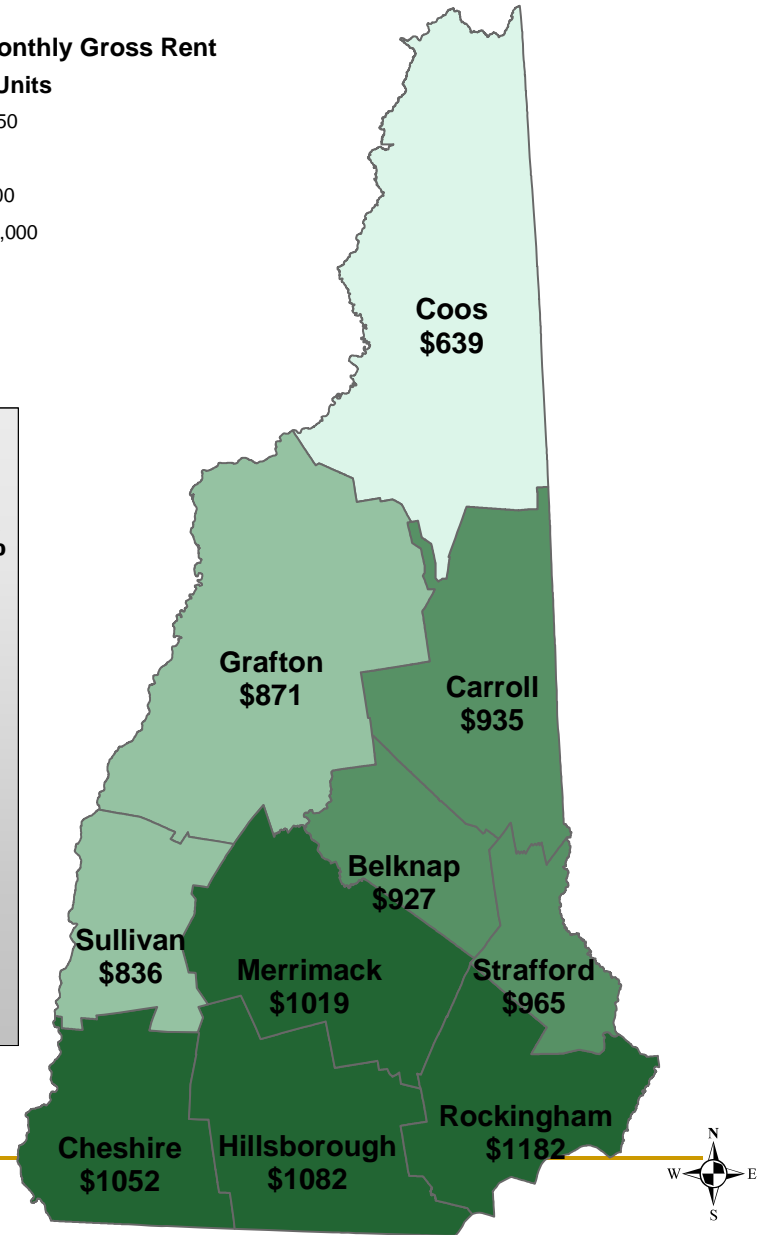 Monthly Gross Rent
Units
50
00
,000
Coos
$639
Grafton
$871
Carroll
$935
Belknap
$927
Sullivan
$836
Merrimack
$1019
Strafford
$965
Rockingham
$1182
Cheshire
$1052
Hillsborough
$1082
N
W
E
S